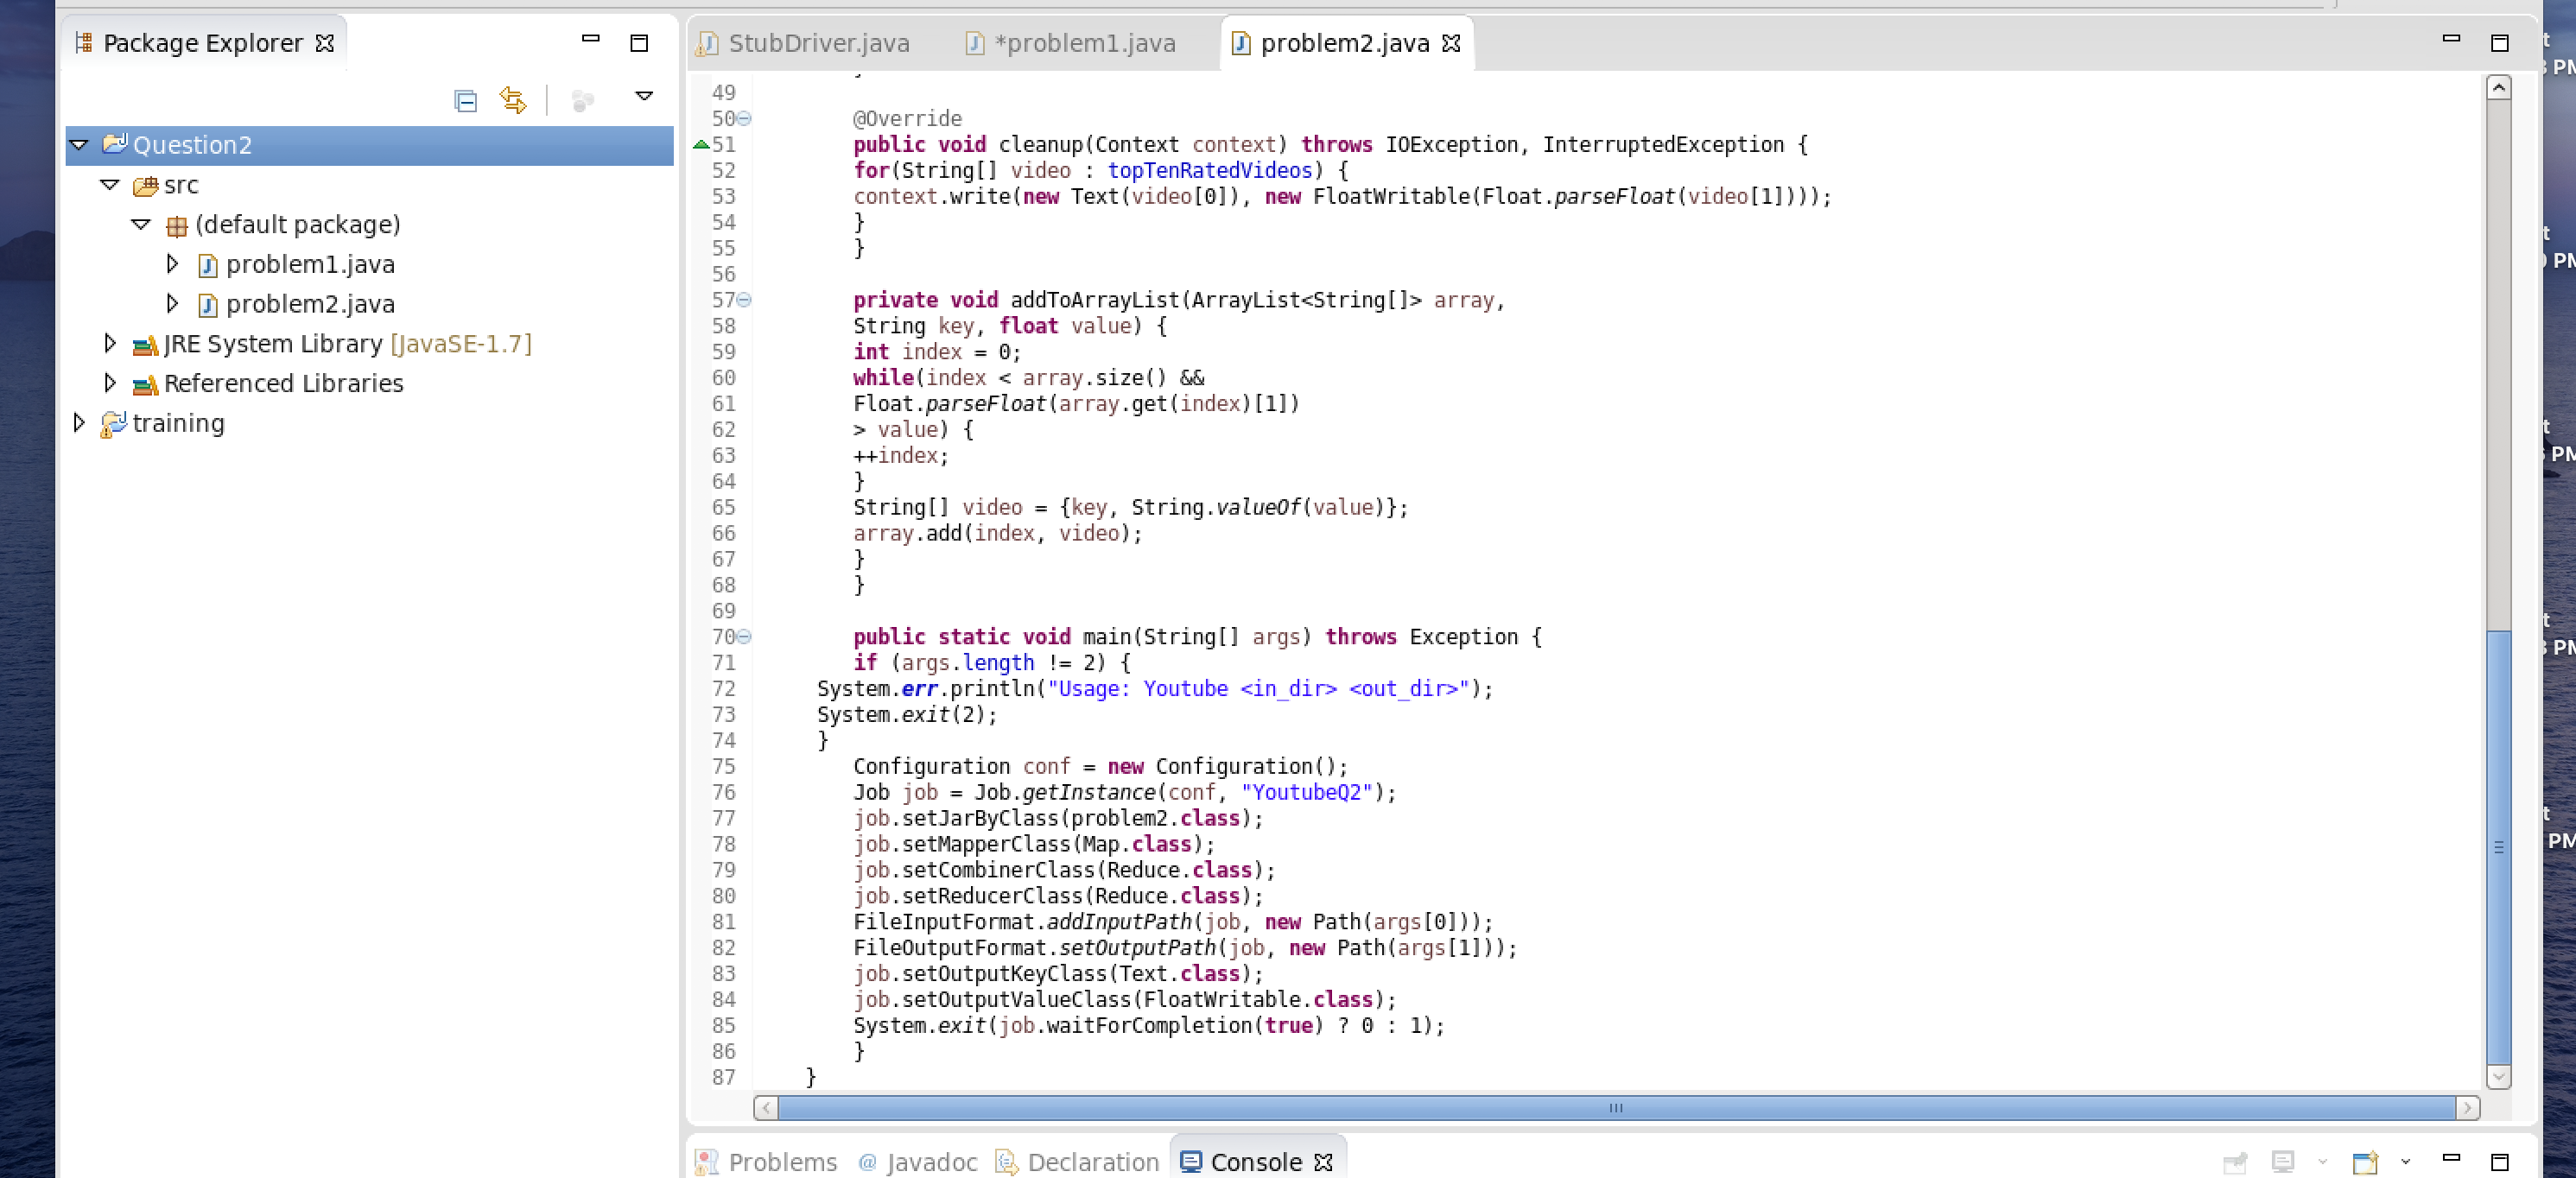 Package Explorer
Question2
src
(default package)
problem1.java
problem2.java
JRE System Library [JavaSE-1.7]
Referenced Libraries
training
StubDriver.java
*problem1.java
problem2.java
49
50 @Override
51 public void cleanup(Context context) throws IOException, InterruptedException {
52 for(String[] video : topTenRatedVideos) {
53 context.write(new Text(video[0]), new FloatWritable(Float.parseFloat(video[1])));
54 }
55 }
56
57 private void addToArrayList(ArrayList<String[]> array,
58 String key, float value) {
59 int index = 0;
60 while(index < array.size() &&
61 Float.parseFloat(array.get(index)[1])
62 > value) {
63 ++index;
64 }
65 String[] video = {key, String.valueOf(value)};
66 array.add(index, video);
67 }
68 }
69
70 public static void main(String[] args) throws Exception {
71 if (args.length != 2) {
72 System.err.println("Usage: Youtube <in_dir> <out_dir>");
73 System.exit(2);
74 }
75 Configuration conf = new Configuration();
76 Job job = Job.getInstance(conf, "YoutubeQ2");
77 job.setJarByClass(problem2.class);
78 job.setMapperClass(Map.class);
79 job.setCombinerClass(Reduce.class);
80 job.setReducerClass(Reduce.class);
81 FileInputFormat.addInputPath(job, new Path(args[0]));
82 FileOutputFormat.setOutputPath(job, new Path(args[1]));
83 job.setOutputKeyClass(Text.class);
84 job.setOutputValueClass(FloatWritable.class);
85 System.exit(job.waitForCompletion(true) ? 0 : 1);
86 }
87 }
Problems
@ Javadoc
Declaration
Console